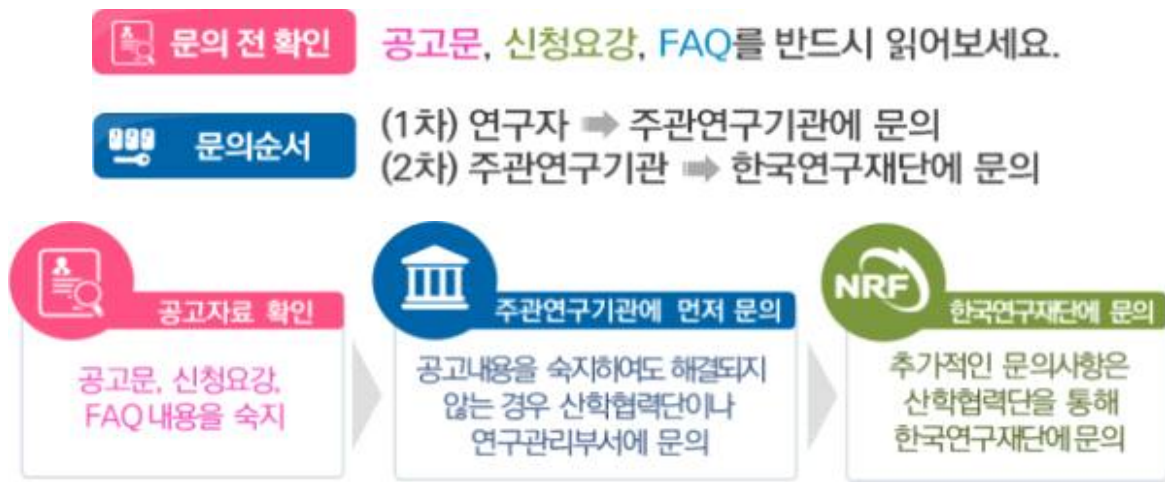 문의 전 확인
공고문, 신청요강, FAQ를 반드시 읽어보세요.
문의순서
(1차) 연구자 ➡ 주관연구기관에 문의
(2차) 주관연구기관 ➡ 한국연구재단에 문의
공고자료 확인
공고문, 신청요강,
FAQ 내용을 숙지
주관연구기관에 먼저 문의
공고내용을 숙지하여도 해결되지
않는 경우 산학협력단이나
연구관리부서에 문의
NRF
한국연구재단에 문의
추가적인 문의사항은
산학협력단을 통해
한국연구재단에 문의